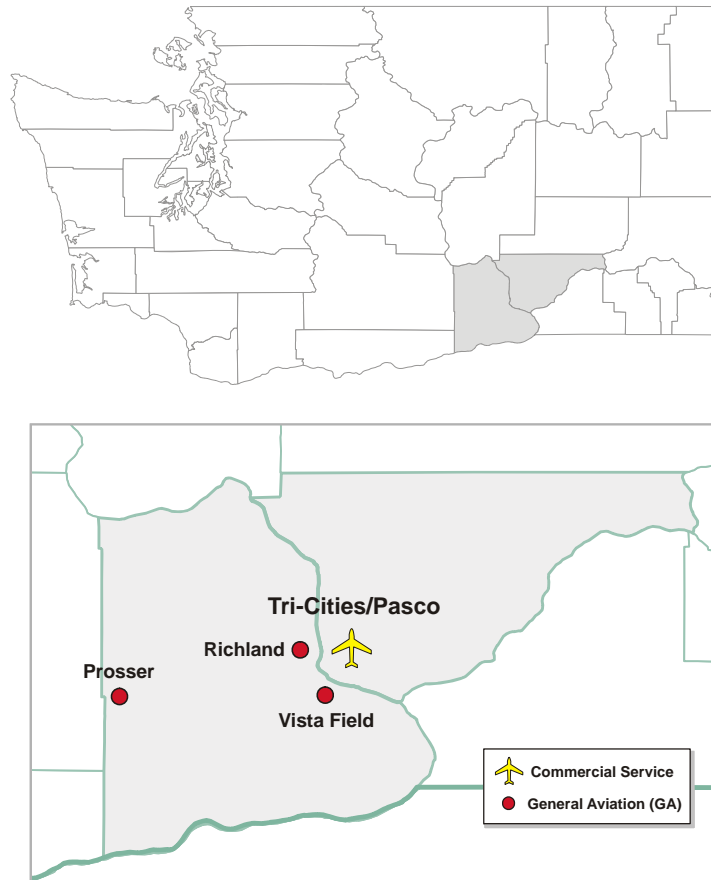 Tri-Cities/Pasco
Richland
Prosser
Vista Field
Commercial Service
General Aviation (GA)